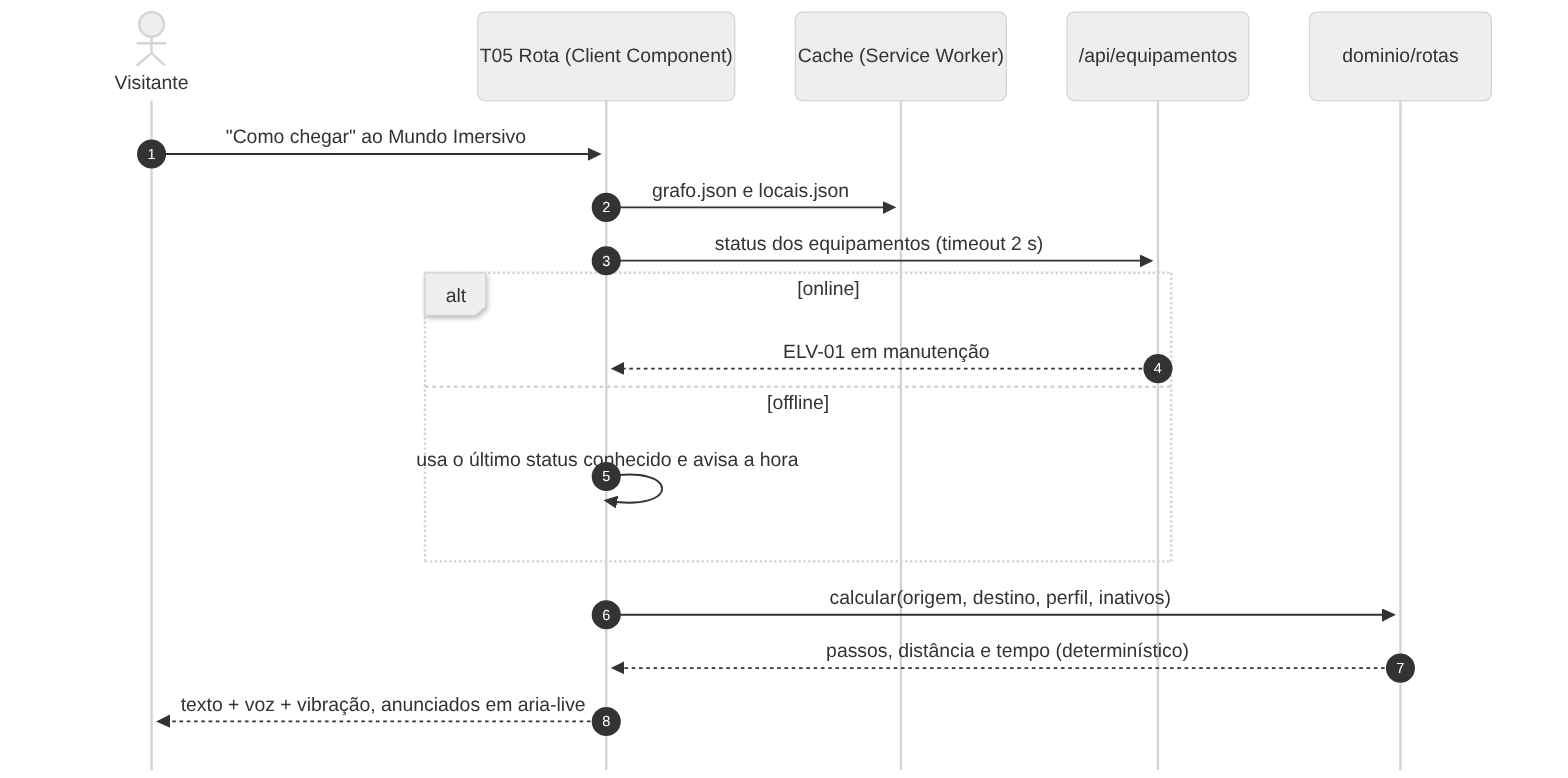 Visitante
T05 Rota (Client Component)
Cache (Service Worker)
/api/equipamentos
dominio/rotas
1
"Como chegar" ao Mundo Imersivo
2
grafo.json e locais.json
3
status dos equipamentos (timeout 2 s)
alt
[online]
ELV-01 em manutenção
4
[offline]
usa o último status conhecido e avisa a hora
5
6
calcular(origem, destino, perfil, inativos)
passos, distância e tempo (determinístico)
7
texto + voz + vibração, anunciados em aria-live
8